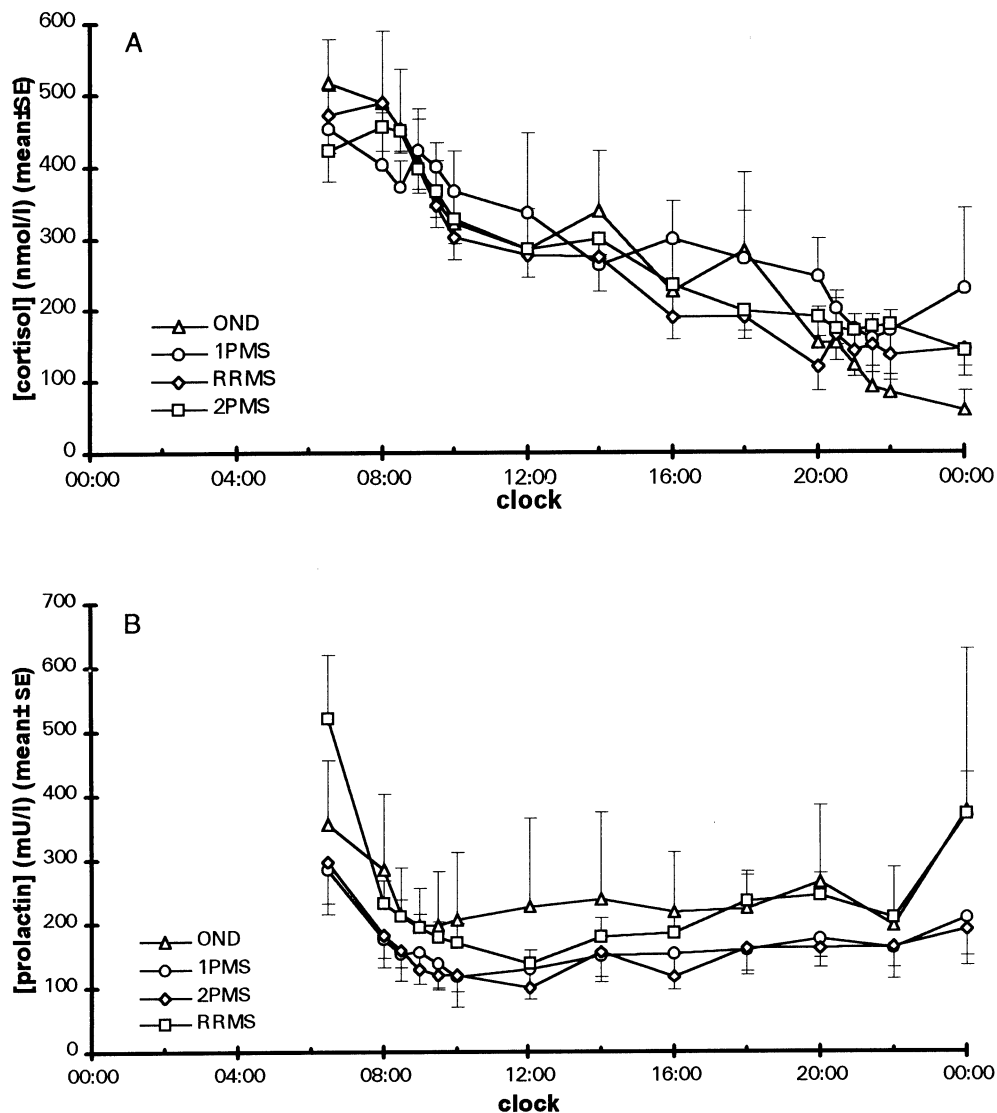 600
A
500
400
300
200
100
0
[cortisol] (nmol/l) (mean±SE)
OND
1PMS
RRMS
2PMS
00:00 04:00 08:00 12:00 16:00 20:00 00:00
clock
700
B
600
500
400
300
200
100
0
[prolactin] (mU/l) (mean±SE)
OND
1PMS
2PMS
RRMS
00:00 04:00 08:00 12:00 16:00 20:00 00:00
clock